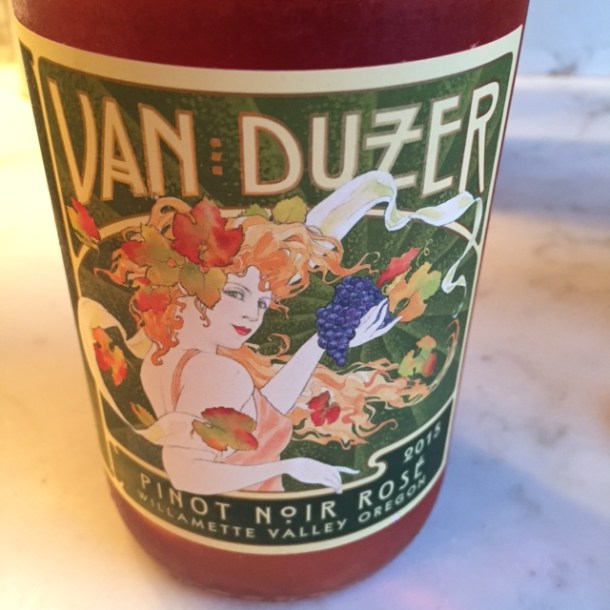 VAN DUZER
2015
PINOT NOIR ROSÉ
WILLAMETTE VALLEY OREGON